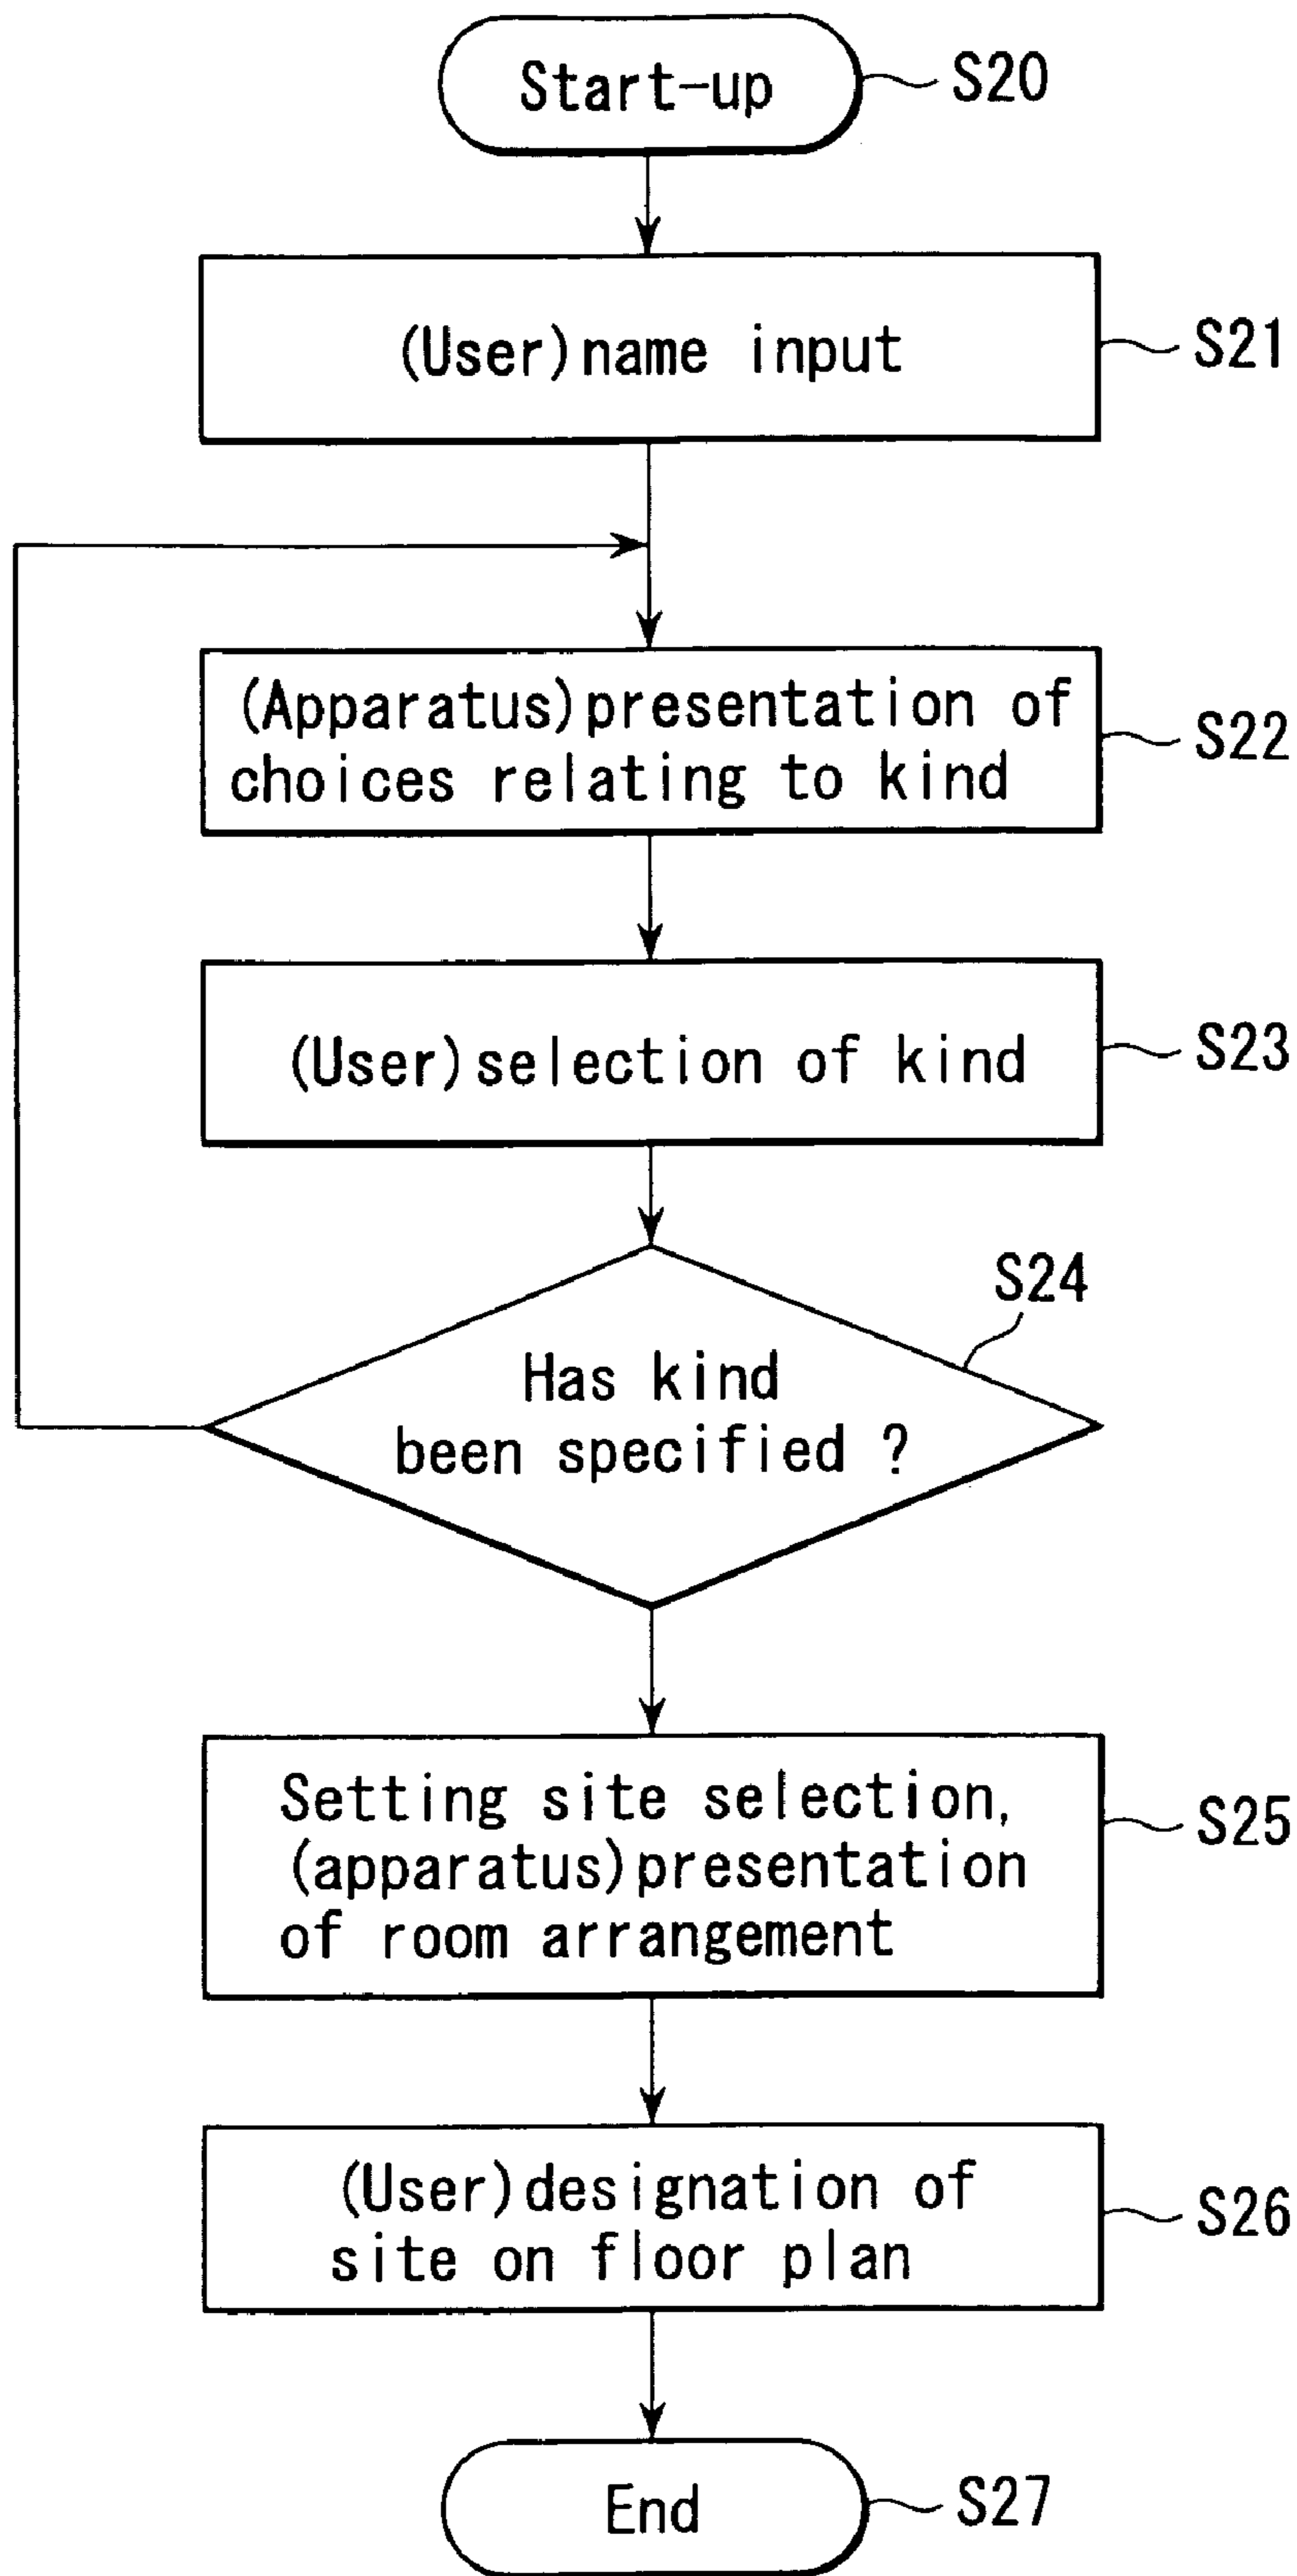 Start-up
S20
(User)name input
S21
(Apparatus)presentation of
choices relating to kind
S22
(User)selection of kind
S23
S24
Has kind
been specified ?
Setting site selection,
(apparatus)presentation
of room arrangement
S25
(User)designation of
site on floor plan
S26
End
S27